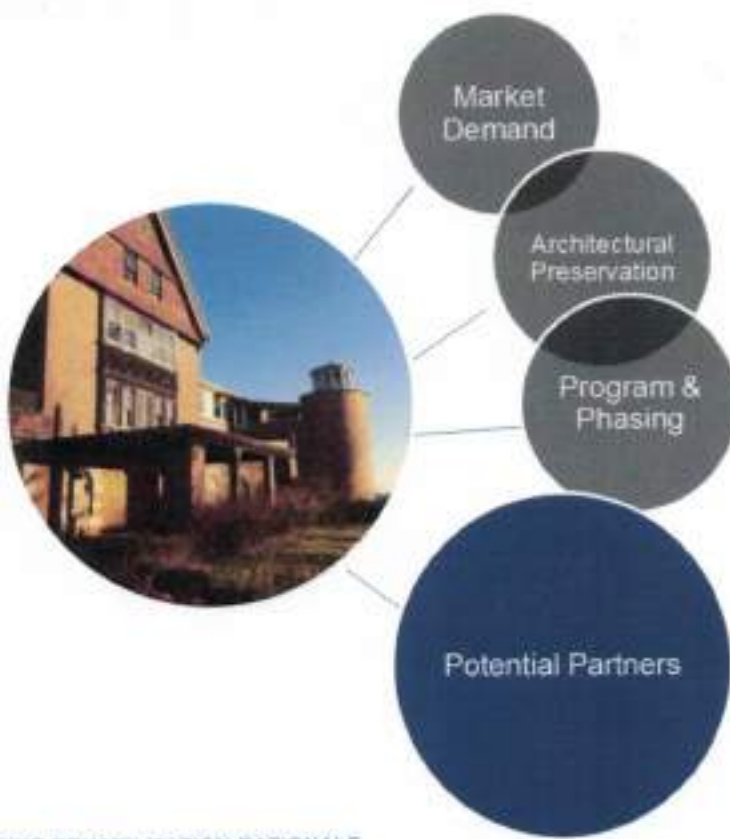 Market
Demand
Architectural
Preservation
Program &
Phasing
Potential Partners